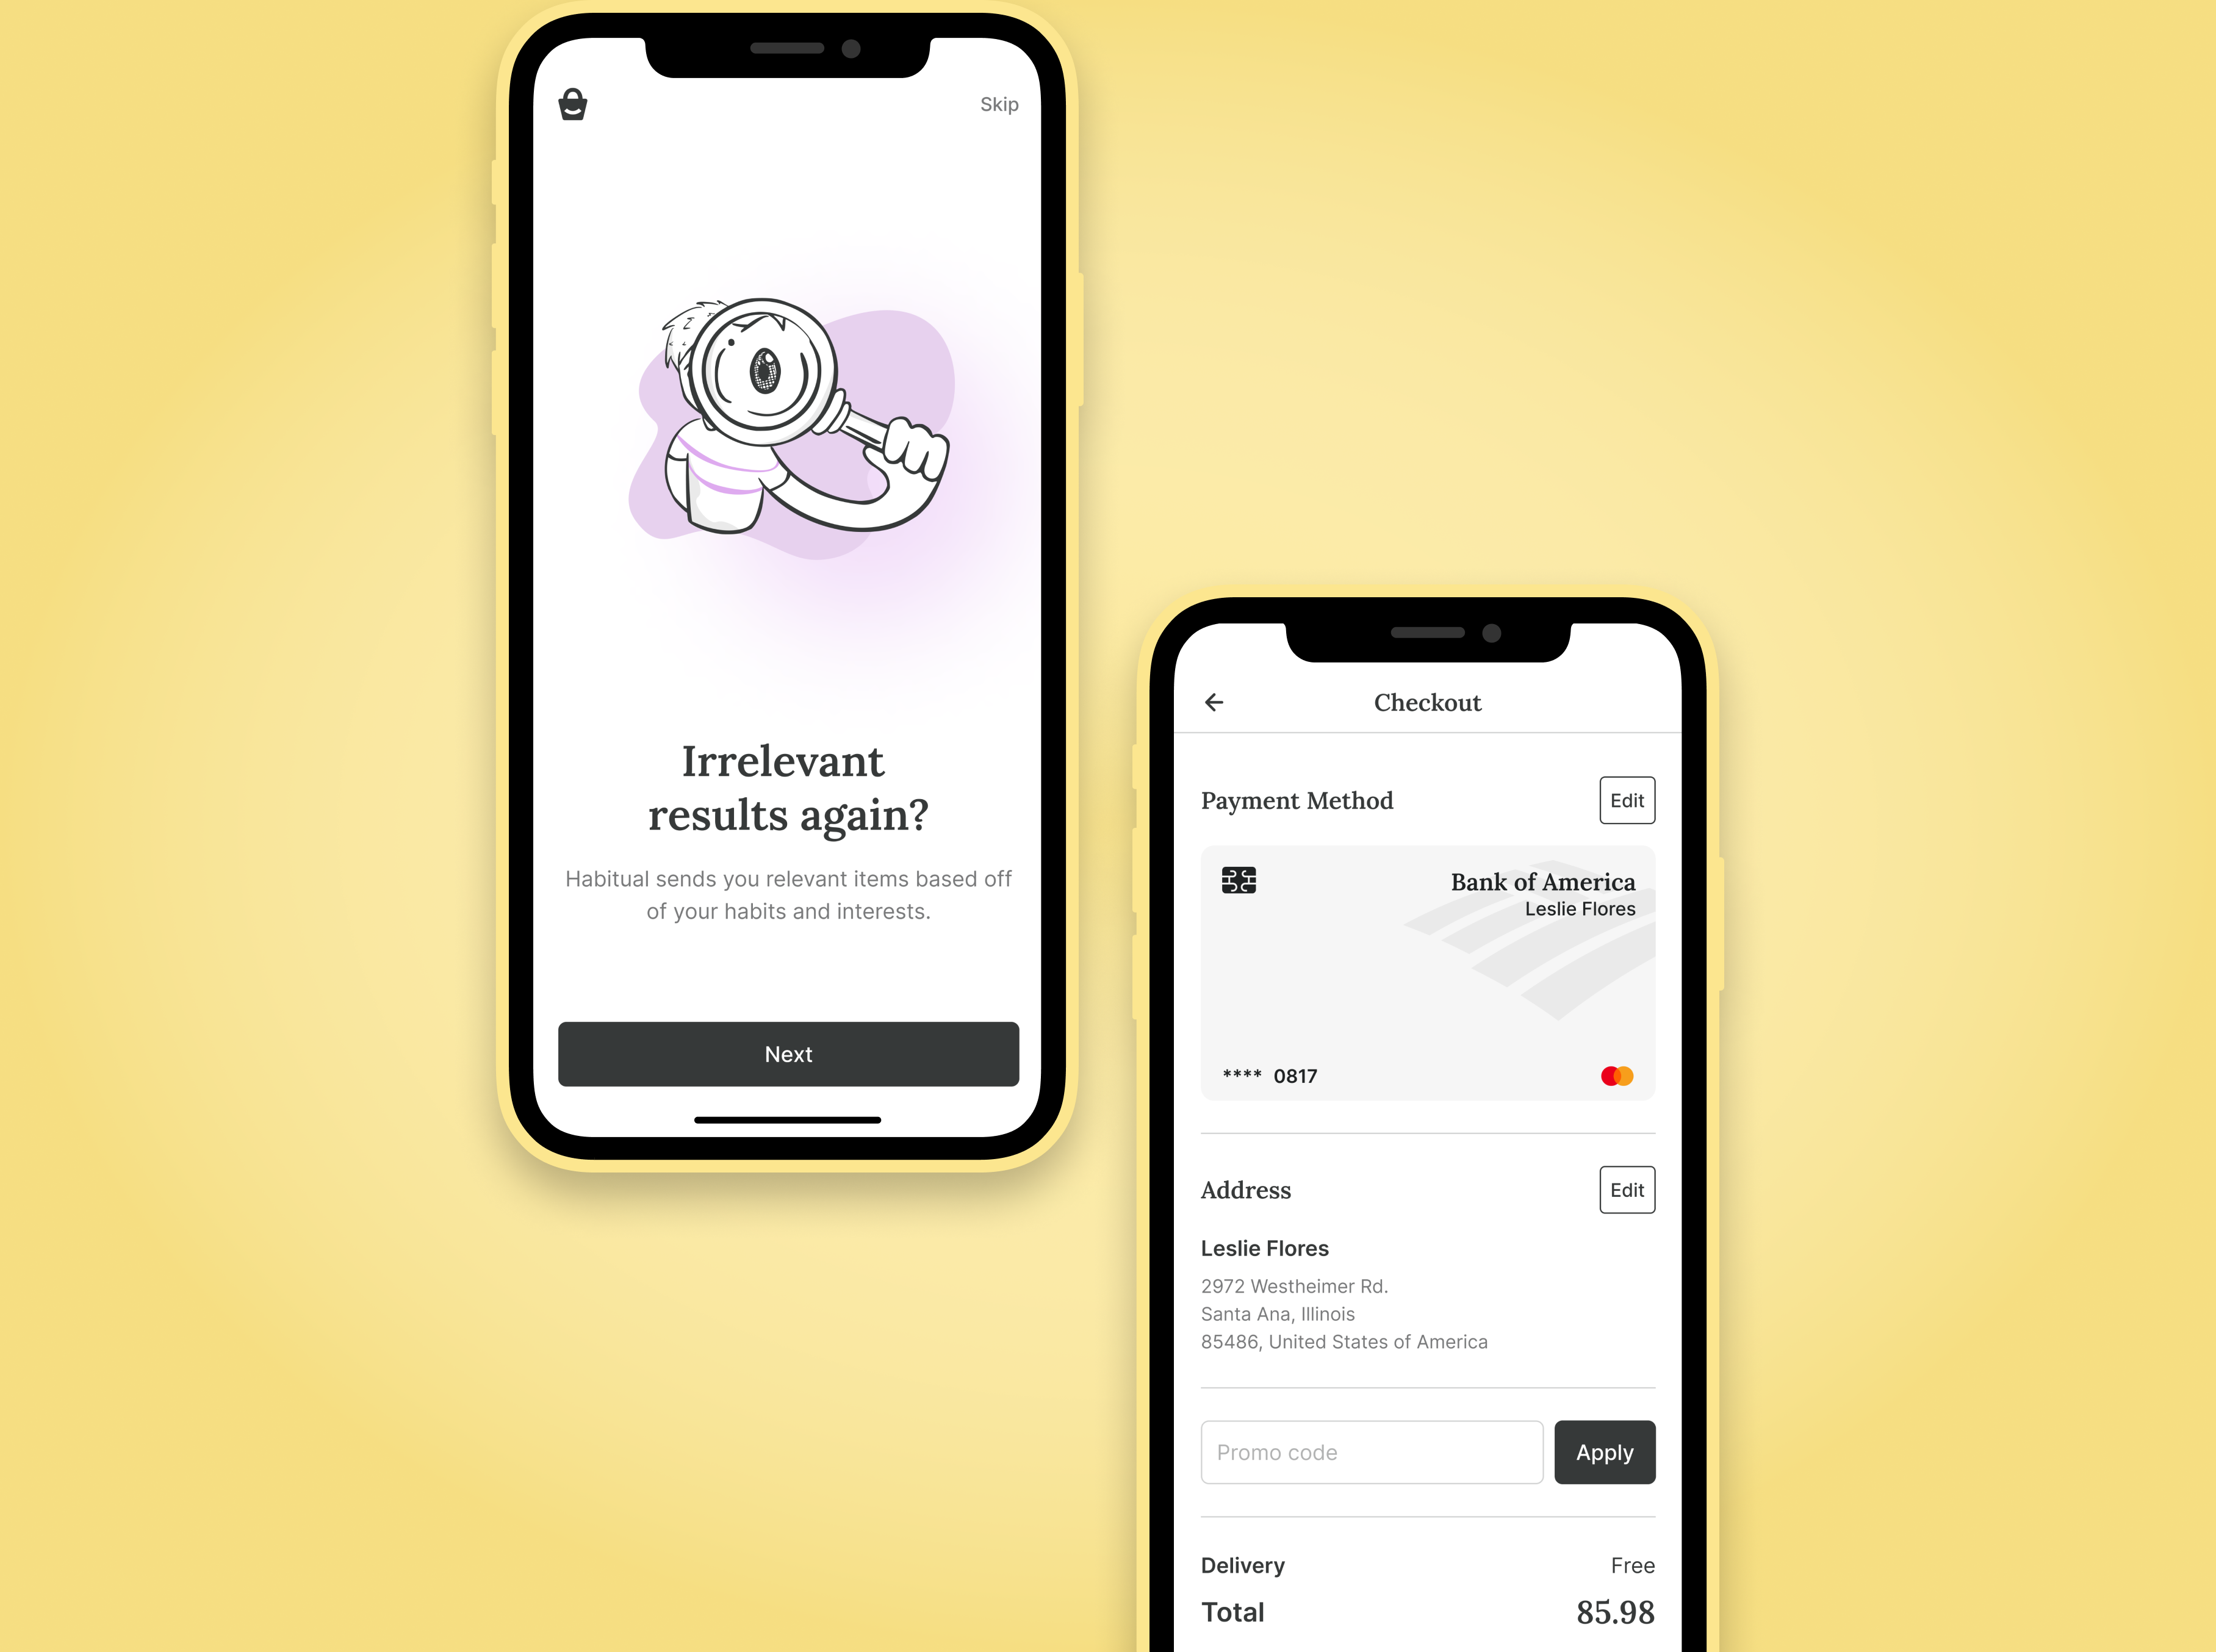 Skip
Irrelevant
results again?
Habitual sends you relevant items based off
of your habits and interests.
Next
Checkout
Payment Method
Edit
Bank of America
Leslie Flores
**** 0817
Address
Edit
Leslie Flores
2972 Westheimer Rd.
Santa Ana, Illinois
85486, United States of America
Promo code
Apply
Delivery
Free
Total
85.98